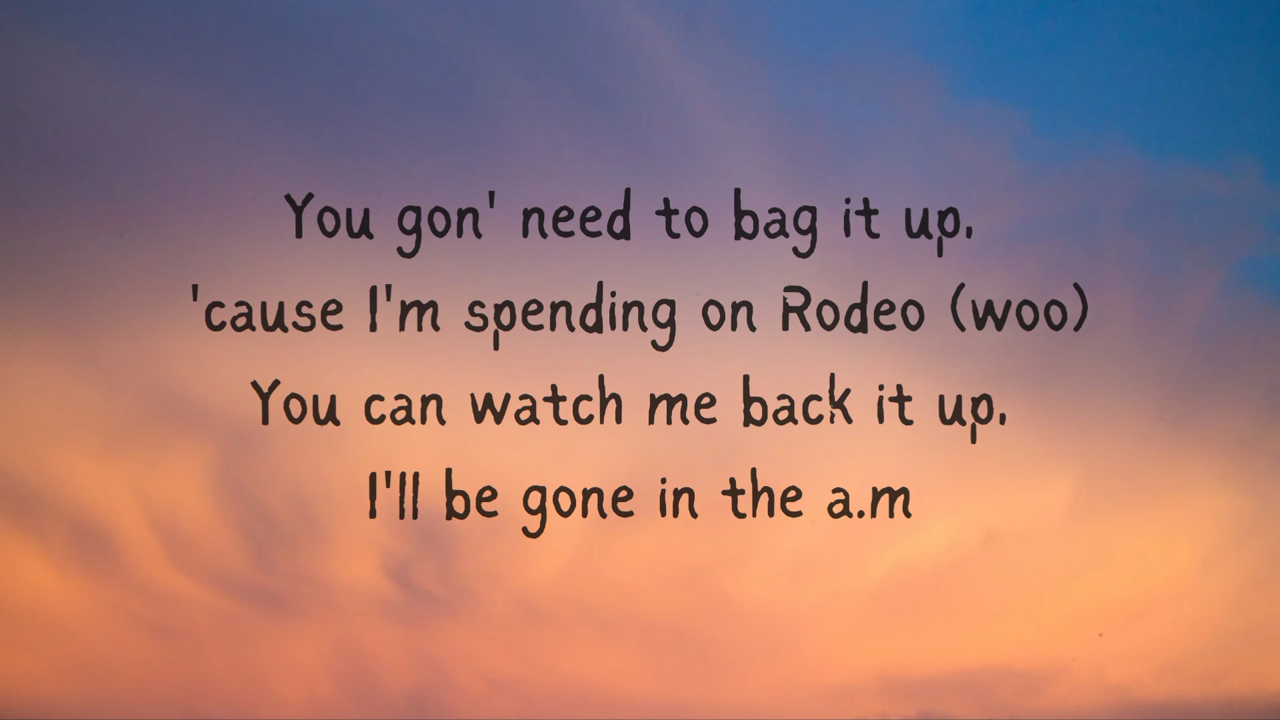 You gon' need to bag it up,
'cause I'm spending on Rodeo (woo)
You can watch me back it up,
I'll be gone in the a.m